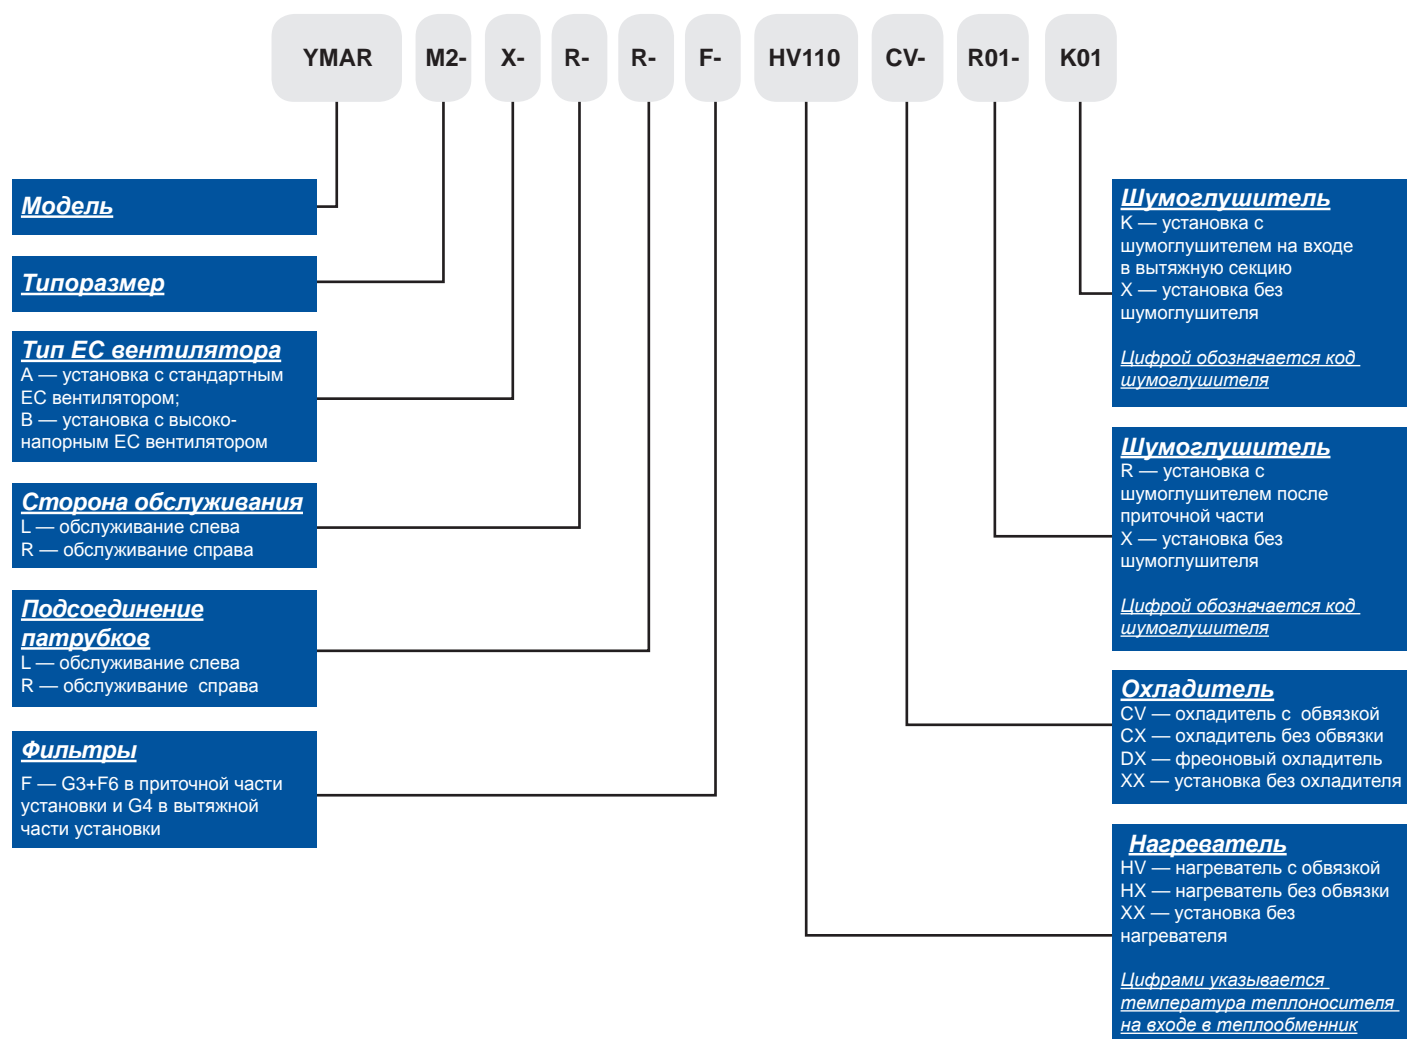 YMAR M2- X- R- R- F- HV110 CV- R01- K01
Модель
Типоразмер
Тип ЕС вентилятора
A — установка с стандартным
ЕС вентилятором;
B — установка с высоко-
напорным ЕС вентилятором
Сторона обслуживания
L — обслуживание слева
R — обслуживание справа
Подсоединение
патрубков
L — обслуживание слева
R — обслуживание справа
Фильтры
F — G3+F6 в приточной части
установки и G4 в вытяжной
части установки
Шумоглушитель
K — установка с
шумоглушителем на входе
в вытяжную секцию
X — установка без
шумоглушителя
Цифрой обозначается код
шумоглушителя
Шумоглушитель
R — установка с
шумоглушителем после
приточной части
X — установка без
шумоглушителя
Цифрой обозначается код
шумоглушителя
Охладитель
CV — охладитель с обвязкой
CX — охладитель без обвязки
DX — фреоновый охладитель
XX — установка без охладителя
Нагреватель
HV — нагреватель с обвязкой
HX — нагреватель без обвязки
XX — установка без
нагревателя
Цифрами указывается
температура теплоносителя
на входе в теплообменник